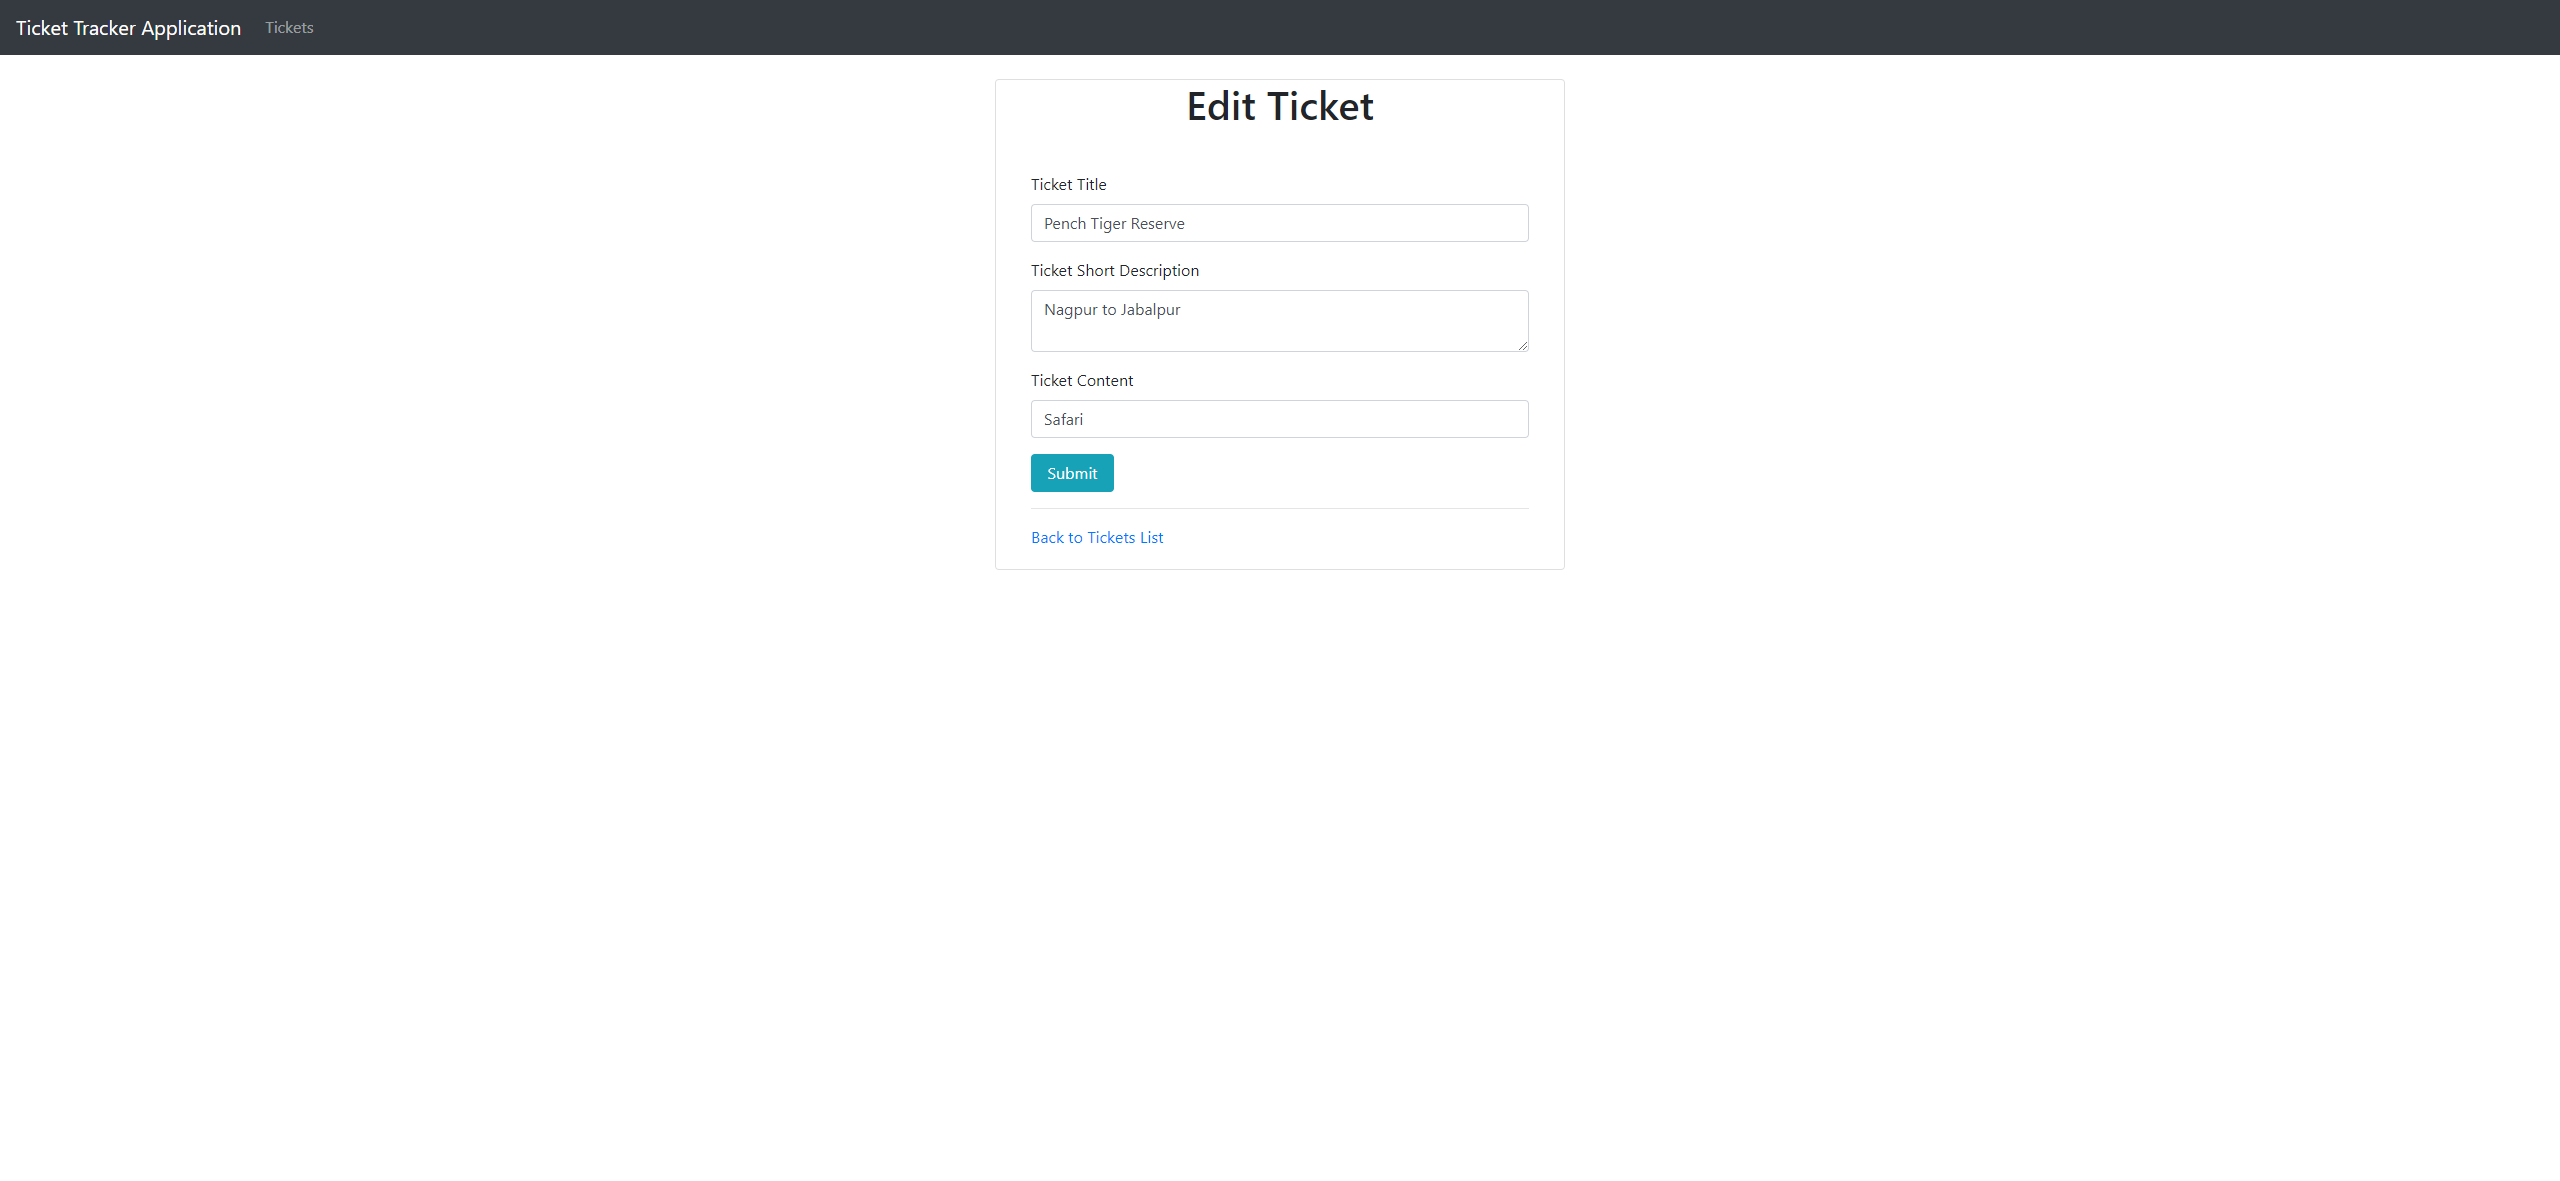 Ticket Tracker Application Tickets
Edit Ticket
Ticket Title
Pench Tiger Reserve
Ticket Short Description
Nagpur to Jabalpur
Ticket Content
Safari
Submit
Back to Tickets List